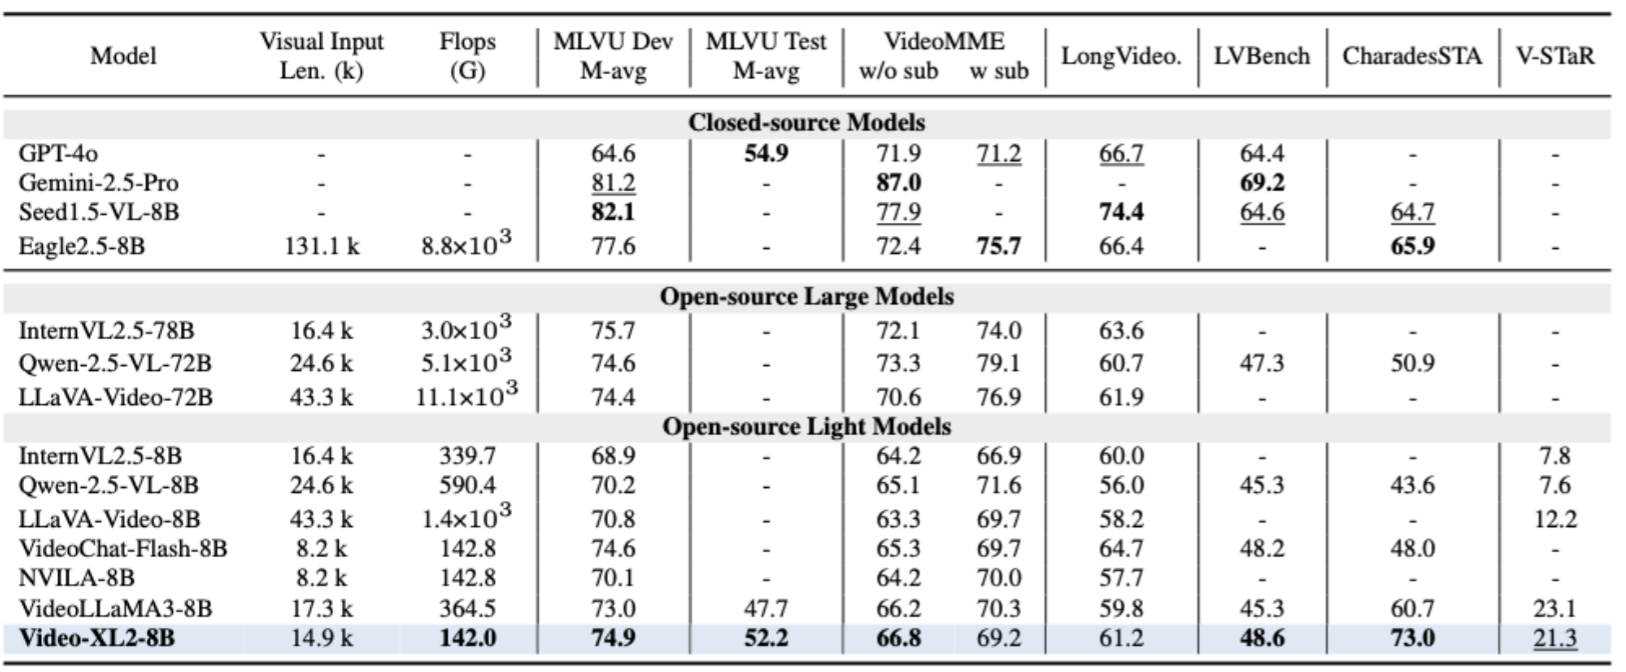 Model Visual Input Len. (k) Flops (G) MLVU Dev M-avg MLVU Test M-avg VideoMME w/o sub w sub LongVideo. LVBench CharadesSTA V-STaR
Closed-source Models
GPT-4o - - 64.6 54.9 71.9 71.2 66.7 64.4 - -
Gemini-2.5-Pro - - 81.2 - 87.0 - - 69.2 - -
Seed1.5-VL-8B - - 82.1 - 77.9 - 74.4 64.6 64.7 -
Eagle2.5-8B 131.1 k 8.8×10³ 77.6 - 72.4 75.7 66.4 - 65.9 -
Open-source Large Models
InternVL2.5-78B 16.4 k 3.0×10³ 75.7 - 72.1 74.0 63.6 - - -
Qwen-2.5-VL-72B 24.6 k 5.1×10³ 74.6 - 73.3 79.1 60.7 47.3 50.9 -
LLaVA-Video-72B 43.3 k 11.1×10³ 74.4 - 70.6 76.9 61.9 - - -
Open-source Light Models
InternVL2.5-8B 16.4 k 339.7 68.9 - 64.2 66.9 60.0 - - 7.8
Qwen-2.5-VL-8B 24.6 k 590.4 70.2 - 65.1 71.6 56.0 45.3 43.6 7.6
LLaVA-Video-8B 43.3 k 1.4×10³ 70.8 - 63.3 69.7 58.2 - - 12.2
VideoChat-Flash-8B 8.2 k 142.8 74.6 - 65.3 69.7 64.7 48.2 48.0 -
NVILA-8B 8.2 k 142.8 70.1 - 64.2 70.0 57.7 - - -
VideoLLaMA3-8B 17.3 k 364.5 73.0 47.7 66.2 70.3 59.8 45.3 60.7 23.1
Video-XL2-8B 14.9 k 142.0 74.9 52.2 66.8 69.2 61.2 48.6 73.0 21.3